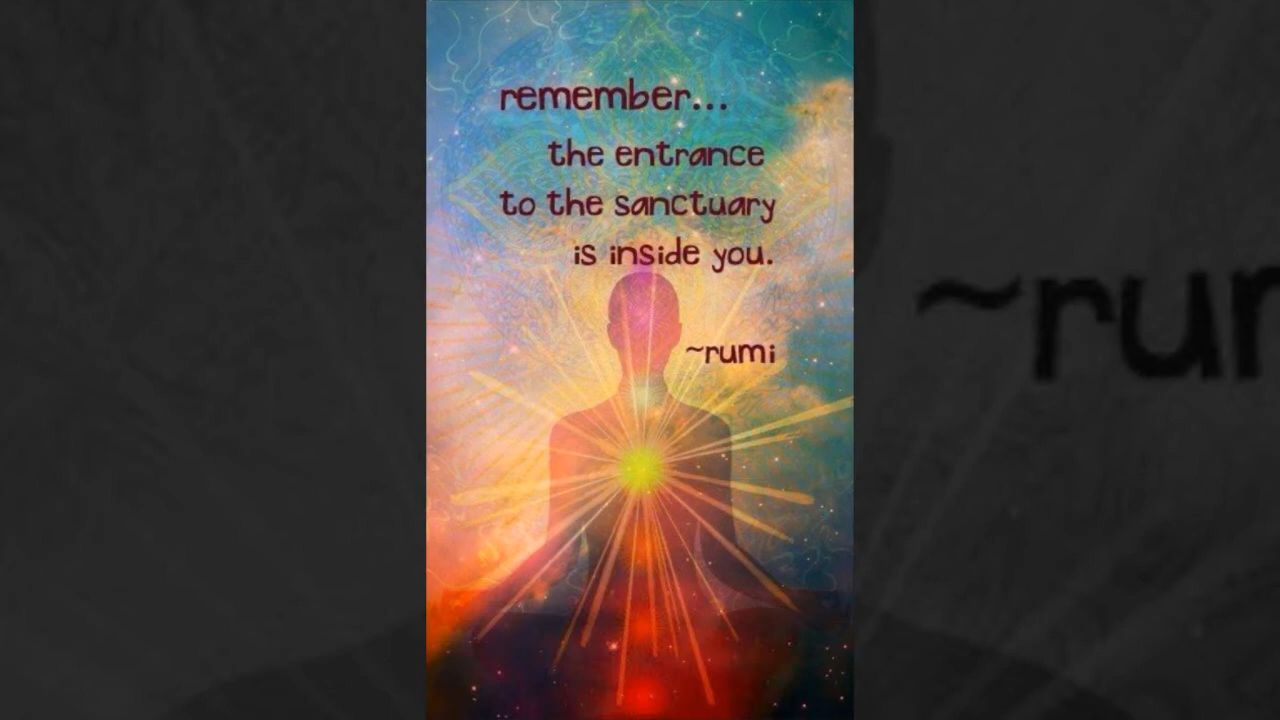 remember...
the entrance
to the sanctuary
is inside you.
~rumi